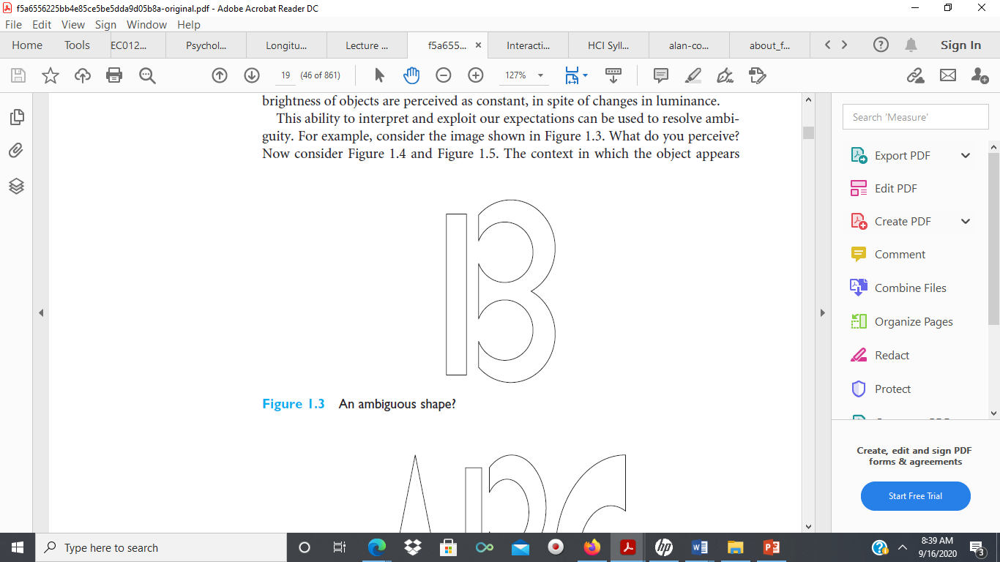 f5a6556225bb4e85ce5be5dda9d05b8a-original.pdf - Adobe Acrobat Reader DC
File Edit View Sign Window Help
Home Tools EC012... Psychol... Longitu... Lecture ... f5a655... × Interacti... HCI Syll... alan-co... about_f... Sign In
19 (46 of 861) 127%
brightness of objects are perceived as constant, in spite of changes in luminance.
This ability to interpret and exploit our expectations can be used to resolve ambi-
guity. For example, consider the image shown in Figure 1.3. What do you perceive?
Now consider Figure 1.4 and Figure 1.5. The context in which the object appears
Figure 1.3 An ambiguous shape?
Search 'Measure'
Export PDF
Edit PDF
Create PDF
Comment
Combine Files
Organize Pages
Redact
Protect
Create, edit and sign PDF
forms & agreements
Start Free Trial
Type here to search
8:39 AM
9/16/2020
3